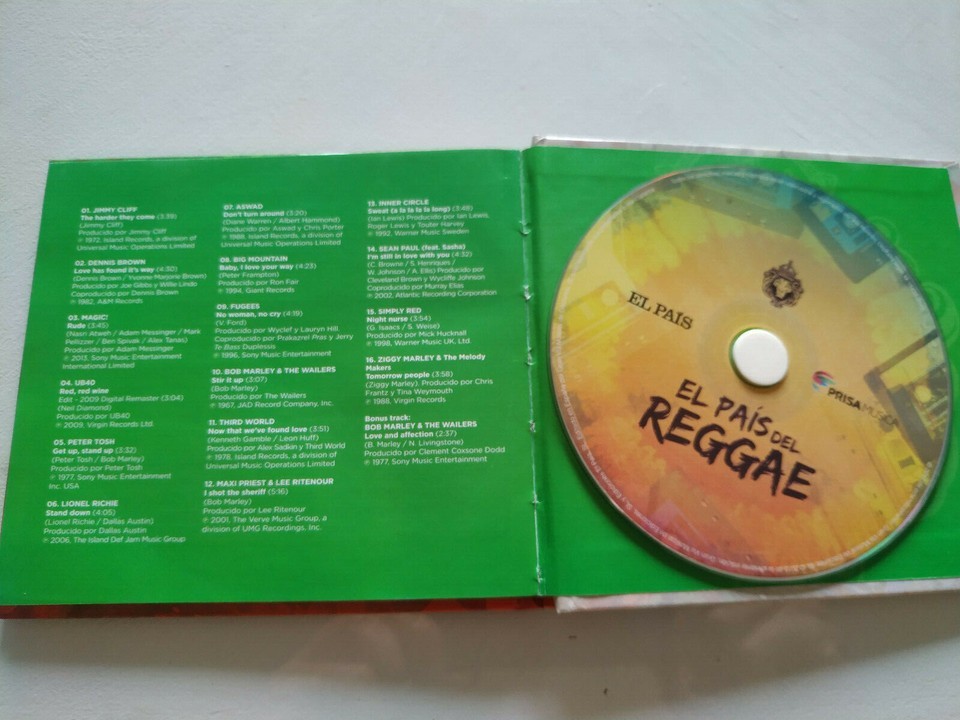 01. JIMMY CLIFF
The harder they come (3:39)
(Jimmy Cliff)
Producido por Jimmy Cliff
℗ 1972, Island Records, a division of
Universal Music Operations Limited
02. DENNIS BROWN
Love has found it's way (4:30)
(Dennis Brown / Yvonne Marjorie Brown)
Producido por Joe Gibbs y Willie Lindo
Coproducido por Dennis Brown
℗ 1982, A&M Records
03. MAGIC!
Rude (3:45)
(Nasri Atweh / Adam Messinger / Mark
Pellizzer / Ben Spivak / Alex Tanas)
Producido por Adam Messinger
℗ 2013, Sony Music Entertainment
International Limited
04. UB40
Red, red wine
Edit - 2009 Digital Remaster (3:04)
(Neil Diamond)
Producido por UB40
℗ 2009, Virgin Records Ltd.
05. PETER TOSH
Get up, stand up (3:32)
(Peter Tosh / Bob Marley)
Producido por Peter Tosh
℗ 1977, Sony Music Entertainment
Inc. USA
06. LIONEL RICHIE
Stand down (4:05)
(Lionel Richie / Dallas Austin)
Producido por Dallas Austin
℗ 2006, The Island Def Jam Music Group
07. ASWAD
Don't turn around (3:20)
(Diane Warren / Albert Hammond)
Producido por Aswad y Chris Porter
℗ 1988, Island Records, a division of
Universal Music Operations Limited
08. BIG MOUNTAIN
Baby, I love your way (4:23)
(Peter Frampton)
Producido por Ron Fair
℗ 1994, Giant Records
09. FUGEES
No woman, no cry (4:19)
(V. Ford)
Producido por Wyclef y Lauryn Hill.
Coproducido por Prakazrel Pras y Jerry
Te Bass Duplessis
℗ 1996, Sony Music Entertainment
10. BOB MARLEY & THE WAILERS
Stir it up (3:07)
(Bob Marley)
Producido por The Wailers
℗ 1967, JAD Record Company, Inc.
11. THIRD WORLD
Now that we've found love (3:51)
(Kenneth Gamble / Leon Huff)
Producido por Alex Sadkin y Third World
℗ 1978, Island Records, a division of
Universal Music Operations Limited
12. MAXI PRIEST & LEE RITENOUR
I shot the sheriff (5:16)
(Bob Marley)
Producido por Lee Ritenour
℗ 2001, The Verve Music Group, a
division of UMG Recordings, Inc.
13. INNER CIRCLE
Sweat (a la la la la long) (3:49)
(Ian Lewis) Producido por Ian Lewis,
Roger Lewis y Touter Harvey
℗ 1992, Warner Music Sweden
14. SEAN PAUL (feat. Sasha)
I'm still in love with you (4:32)
(C. Browne / S. Henriques /
W. Johnson / A. Ellis) Producido por
Cleveland Brown y Wycliffe Johnson
Coproducido por Murray Elias
℗ 2002, Atlantic Recording Corporation
15. SIMPLY RED
Night nurse (3:54)
(G. Isaacs / S. Weise)
Producido por Mick Hucknall
℗ 1998, Warner Music UK, Ltd.
16. ZIGGY MARLEY & The Melody
Makers
Tomorrow people (3:58)
(Ziggy Marley). Producido por Chris
Frantz y Tina Weymouth
℗ 1988, Virgin Records
Bonus track:
BOB MARLEY & THE WAILERS
Love and affection (2:37)
(B. Marley / N. Livingstone)
Producido por Clement Coxsone Dodd
℗ 1977, Sony Music Entertainment
EL PAÍS
PRISAMUSIC
EL PAÍS DEL
REGGAE